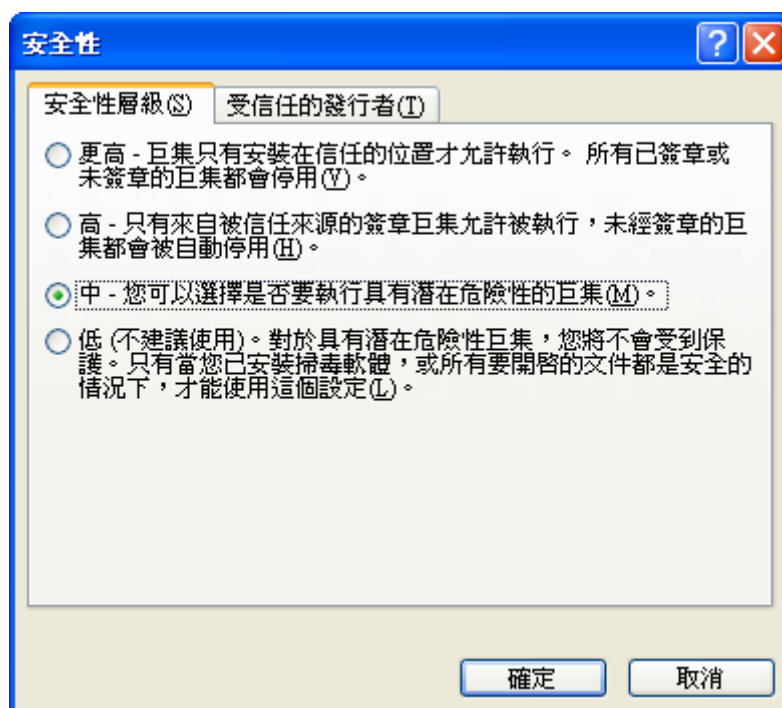 安全性
安全性層級(S) 受信任的發行者(T)
更高 - 巨集只有安裝在信任的位置才允許執行。 所有已簽章或
未簽章的巨集都會停用(V)。
高 - 只有來自被信任來源的簽章巨集允許被執行，未經簽章的巨
集都會被自動停用(H)。
中 - 您可以選擇是否要執行具有潛在危險性的巨集(M)。
低 (不建議使用)。對於具有潛在危險性巨集，您將不會受到保
護。只有當您已安裝掃毒軟體，或所有要開啓的文件都是安全的
情況下，才能使用這個設定(L)。
確定 取消